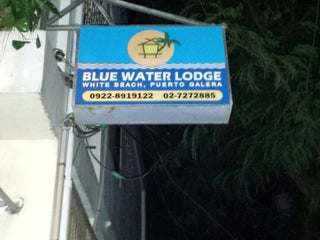 BLUE WATER LODGE
WHITE BEACH, PUERTO GALERA
0922-8919122 02-7272885